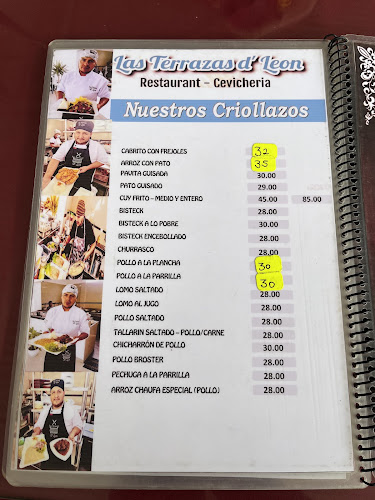 Las Terrazas d' Leon
Restaurant - Cevicheria
Nuestros Criollazos
CABRITO CON FREJOLES 32
ARROZ CON PATO 35
PAVITA GUISADA 30.00
PATO GUISADO 29.00
CUY FRITO – MEDIO Y ENTERO 45.00 85.00
BISTECK 28.00
BISTECK A LO POBRE 30.00
BISTECK ENCEBOLLADO 28.00
CHURRASCO 28.00
POLLO A LA PLANCHA 30
POLLO A LA PARRILLA 30
LOMO SALTADO 28.00
LOMO AL JUGO 28.00
POLLO SALTADO 28.00
TALLARIN SALTADO – POLLO/CARNE 28.00
CHICHARRÓN DE POLLO 30.00
POLLO BROSTER 28.00
PECHUGA A LA PARRILLA 28.00
ARROZ CHAUFA ESPECIAL (POLLO) 28.00